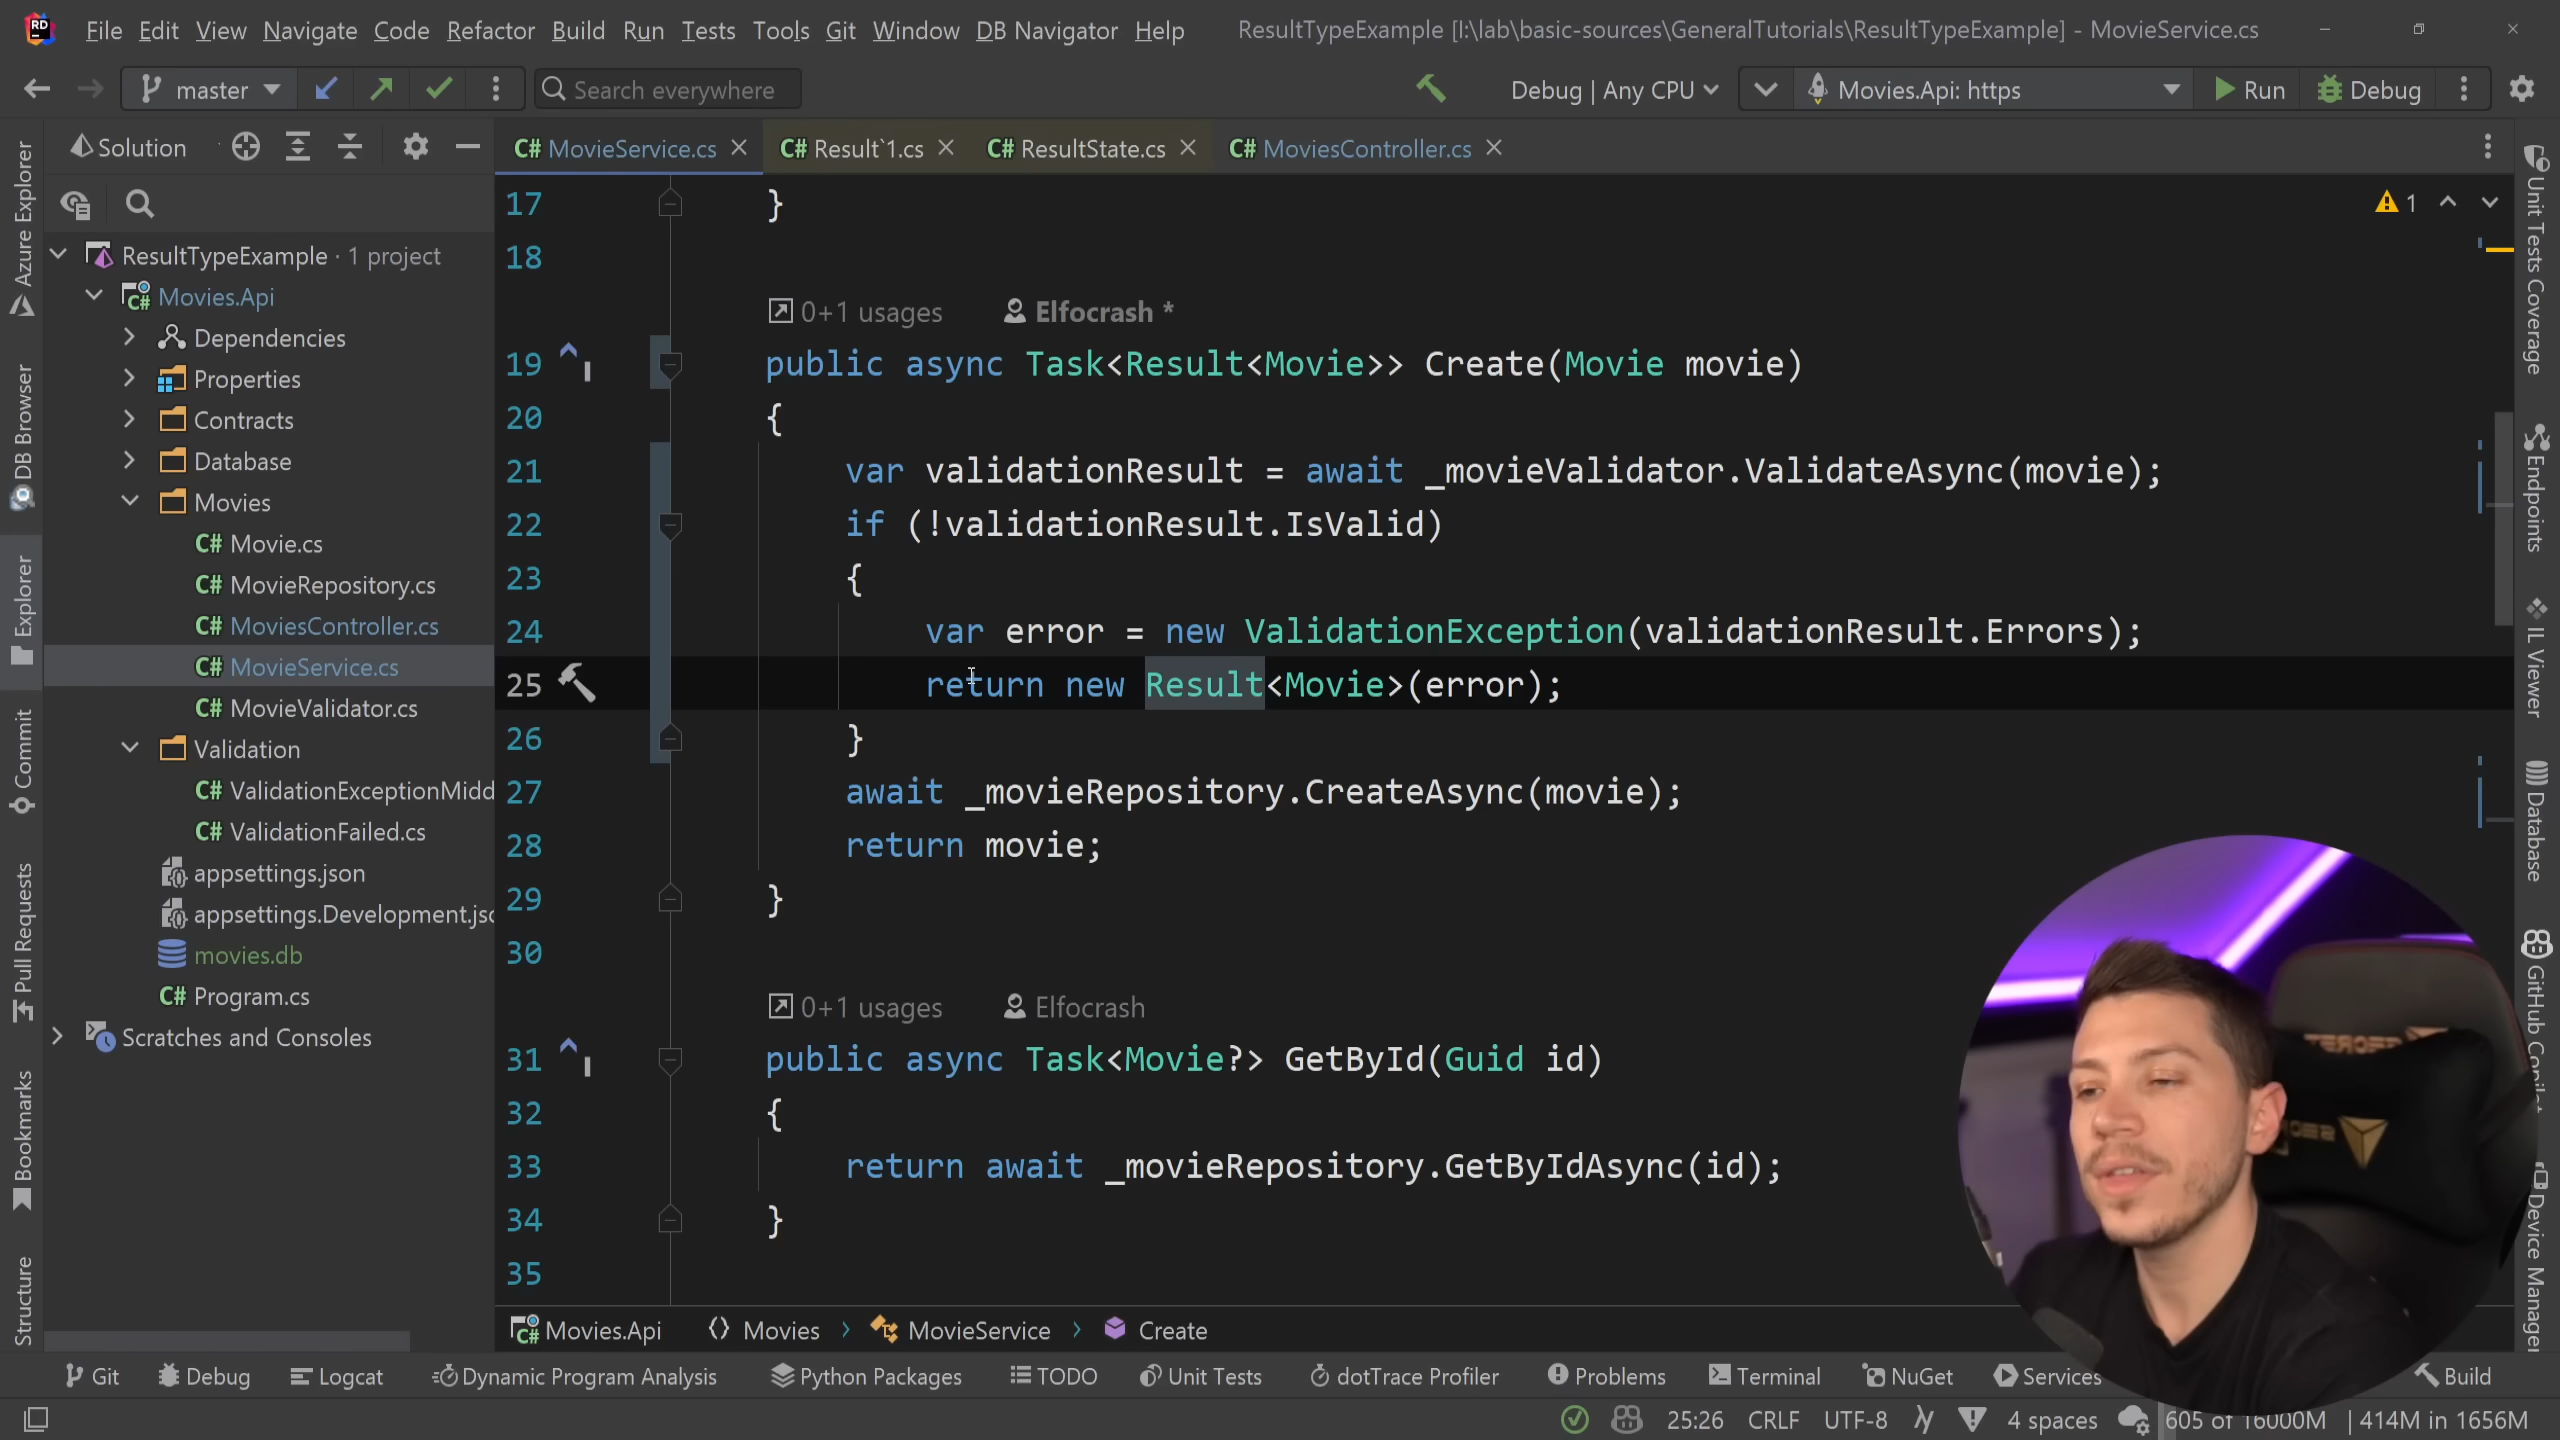 RD File Edit View Navigate Code Refactor Build Run Tests Tools Git Window DB Navigator Help ResultTypeExample [I:\lab\basic-sources\GeneralTutorials\ResultTypeExample] - MovieService.cs
master Search everywhere Debug | Any CPU Movies.Api: https Run Debug
Solution
C# MovieService.cs C# Result`1.cs C# ResultState.cs C# MoviesController.cs
ResultTypeExample · 1 project
Movies.Api
Dependencies
Properties
Contracts
Database
Movies
C# Movie.cs
C# MovieRepository.cs
C# MoviesController.cs
C# MovieService.cs
C# MovieValidator.cs
Validation
C# ValidationExceptionMidd
C# ValidationFailed.cs
appsettings.json
appsettings.Development.jso
movies.db
C# Program.cs
Scratches and Consoles
Azure Explorer
DB Browser
Explorer
Commit
Pull Requests
Bookmarks
Structure
1
17 }
18
0+1 usages Elfocrash *
19 public async Task<Result<Movie>> Create(Movie movie)
20 {
21 var validationResult = await _movieValidator.ValidateAsync(movie);
22 if (!validationResult.IsValid)
23 {
24 var error = new ValidationException(validationResult.Errors);
25 return new Result<Movie>(error);
26 }
27 await _movieRepository.CreateAsync(movie);
28 return movie;
29 }
30
0+1 usages Elfocrash
31 public async Task<Movie?> GetById(Guid id)
32 {
33 return await _movieRepository.GetByIdAsync(id);
34 }
35
Unit Tests Coverage
Endpoints
IL Viewer
Database
GitHub Copilot
Device Manager
Movies.Api Movies MovieService Create
Git Debug Logcat Dynamic Program Analysis Python Packages TODO Unit Tests dotTrace Profiler Problems Terminal NuGet Services Build
25:26 CRLF UTF-8 4 spaces 605 of 16000M 414M in 1656M